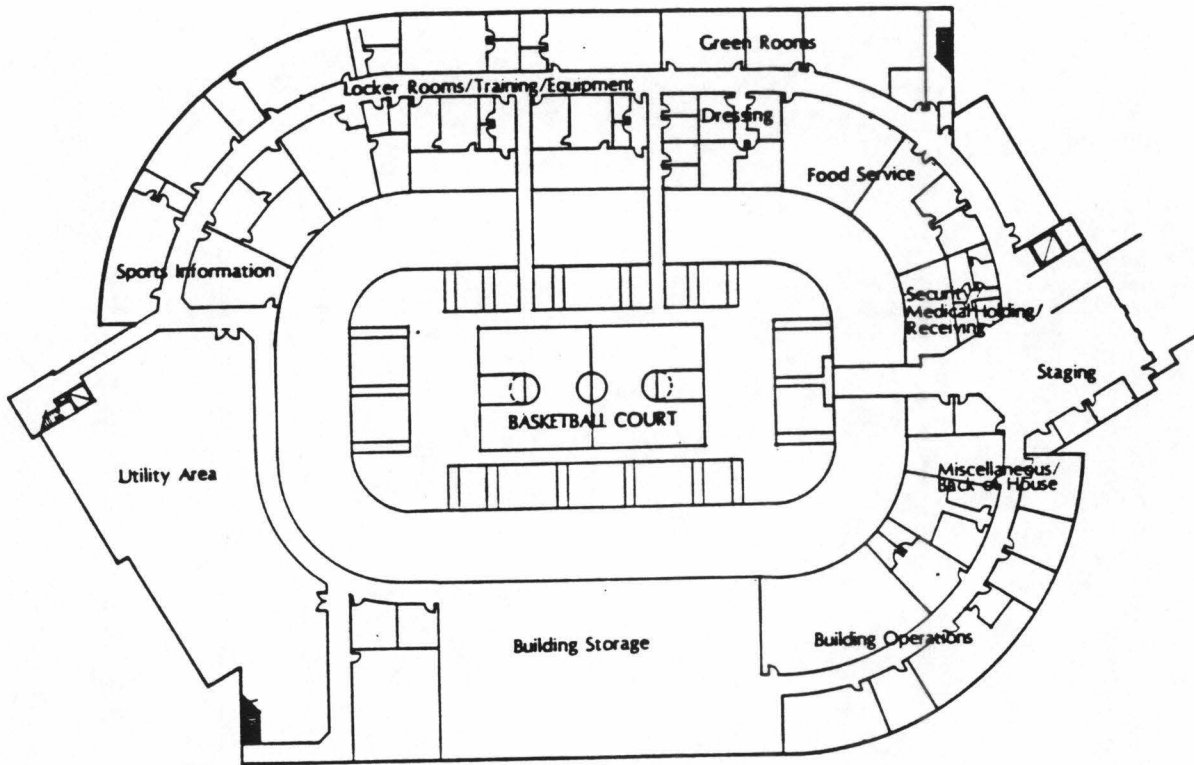 Green Rooms
Locker Rooms/Training/Equipment
Dressing
Food Service
Sports Information
Security
Medical Holding/
Receiving
Staging
BASKETBALL COURT
Utility Area
Miscellaneous/
Back of House
Building Storage
Building Operations